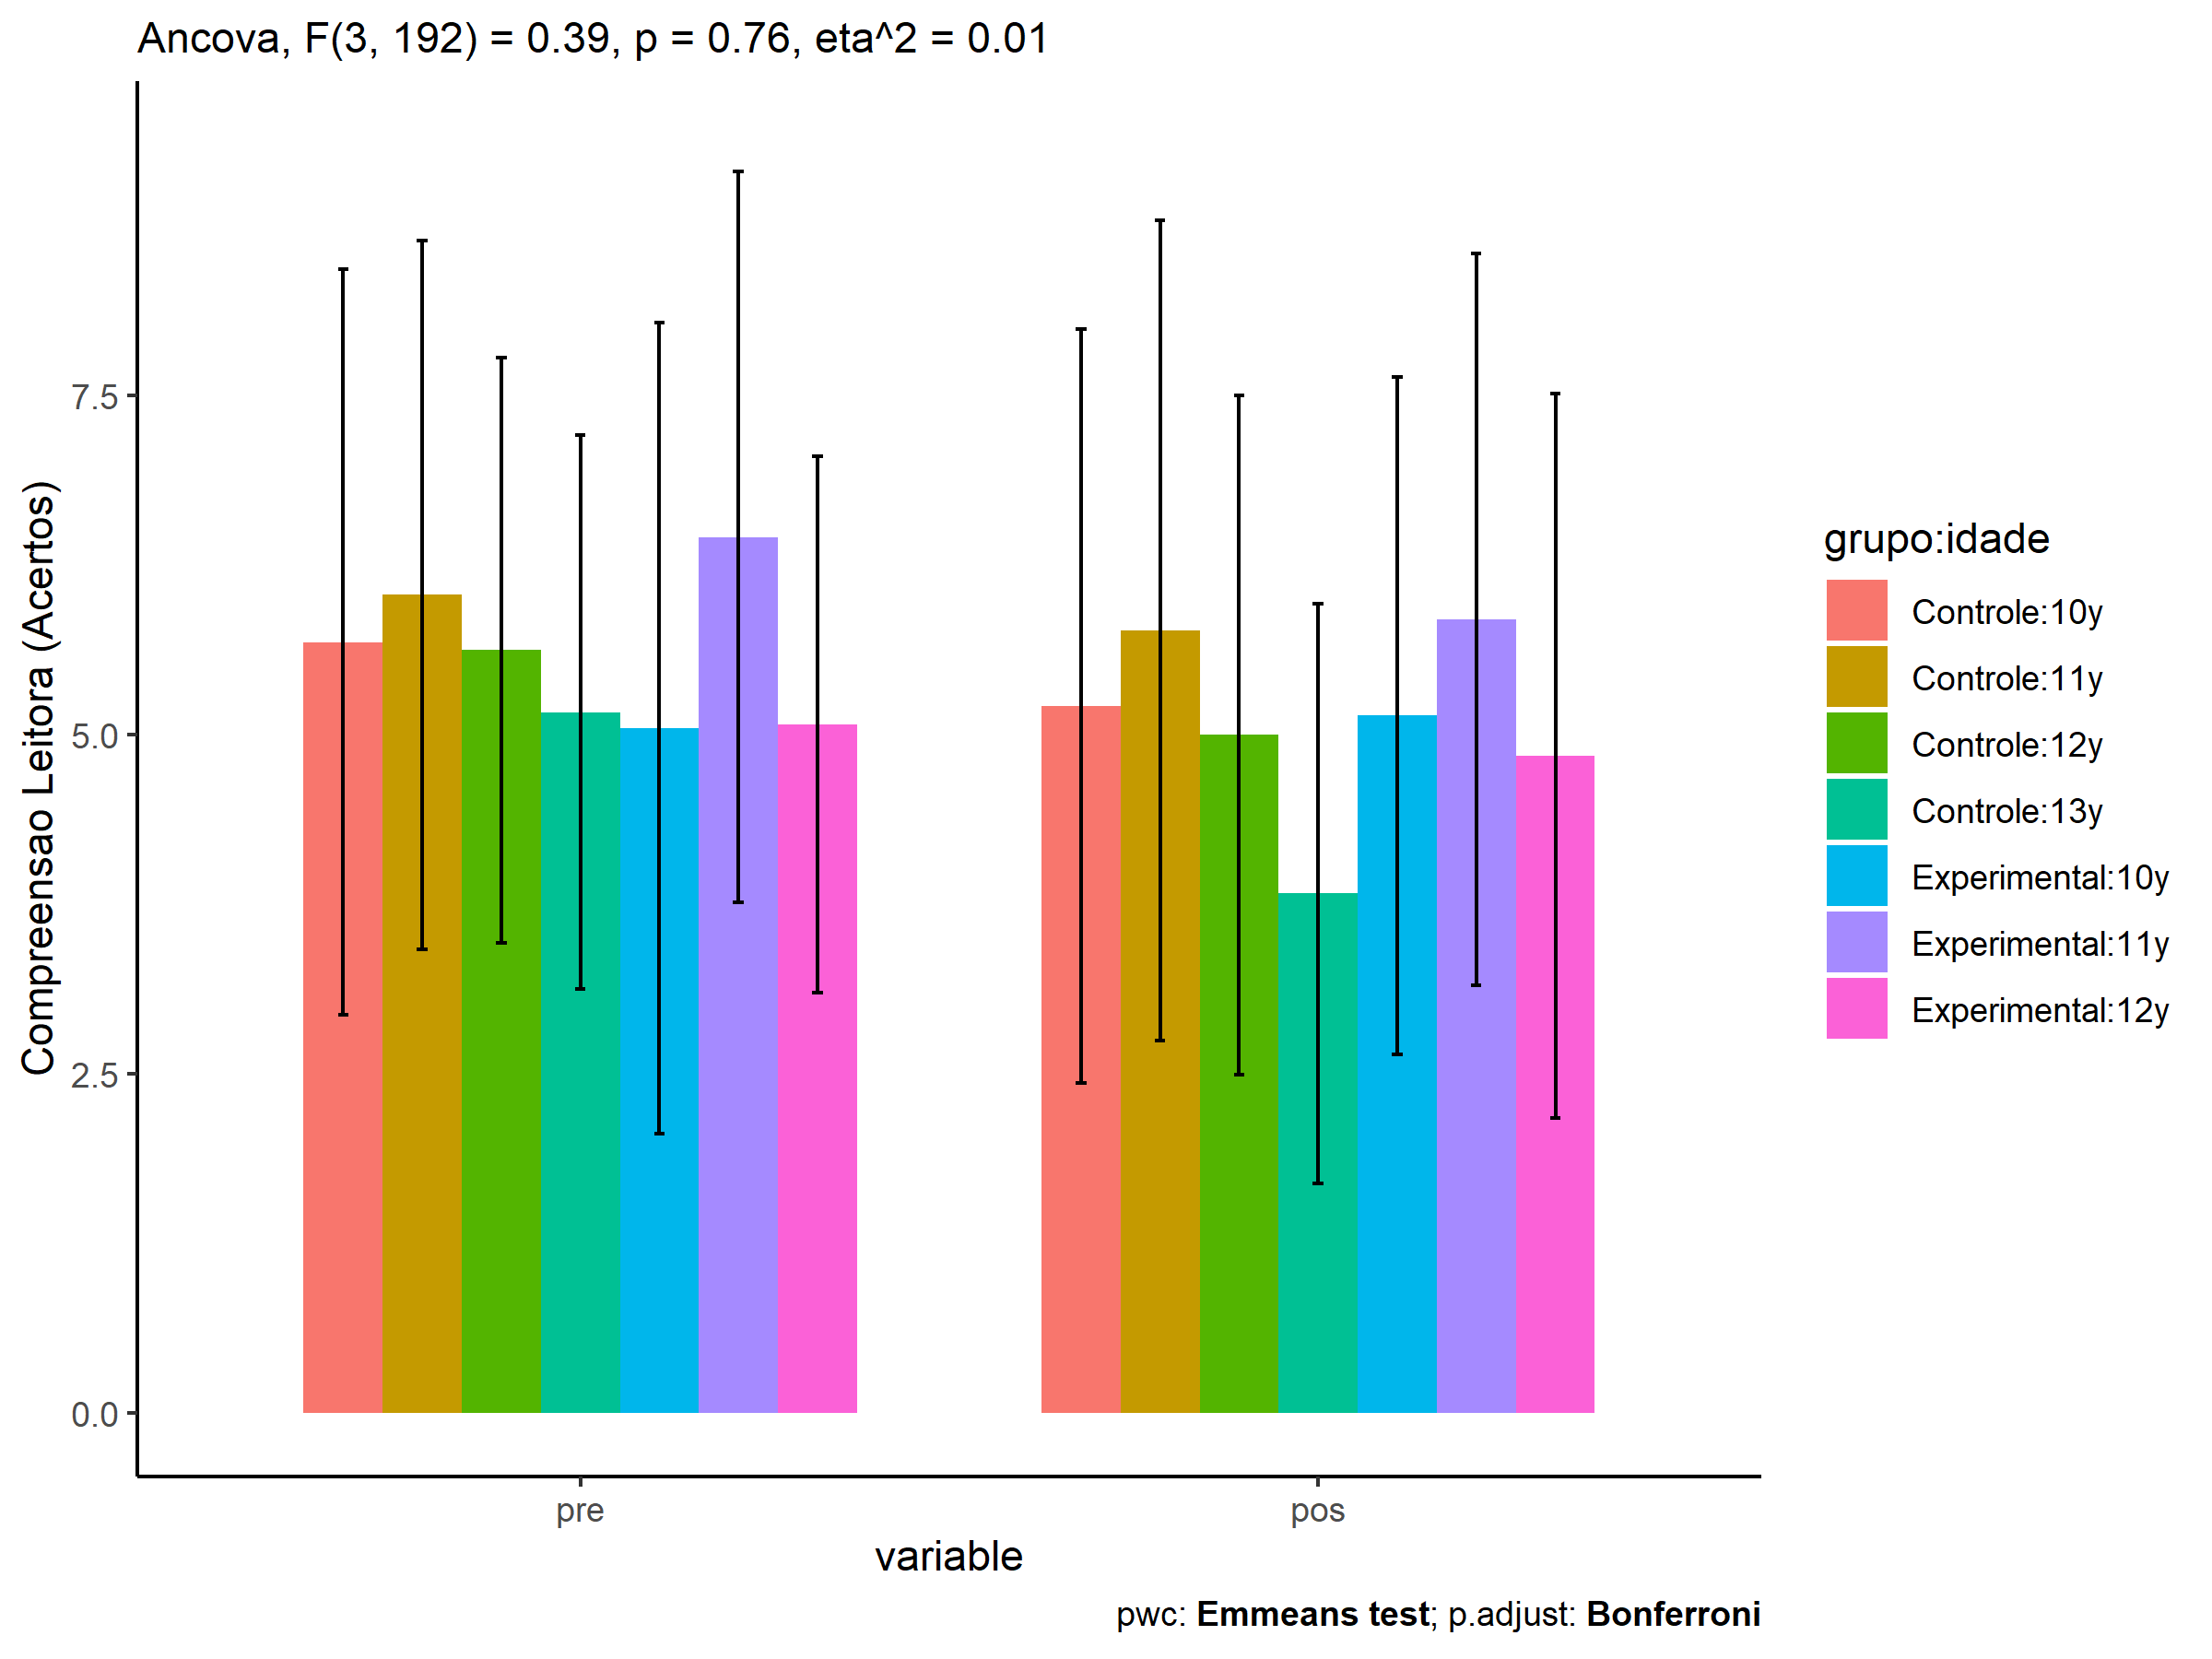 Ancova, F(3, 192) = 0.39, p = 0.76, eta^2 = 0.01
Compreensao Leitora (Acertos)
7.5
5.0
2.5
0.0
pre
pos
variable
grupo:idade
Controle:10y
Controle:11y
Controle:12y
Controle:13y
Experimental:10y
Experimental:11y
Experimental:12y
pwc: Emmeans test; p.adjust: Bonferroni